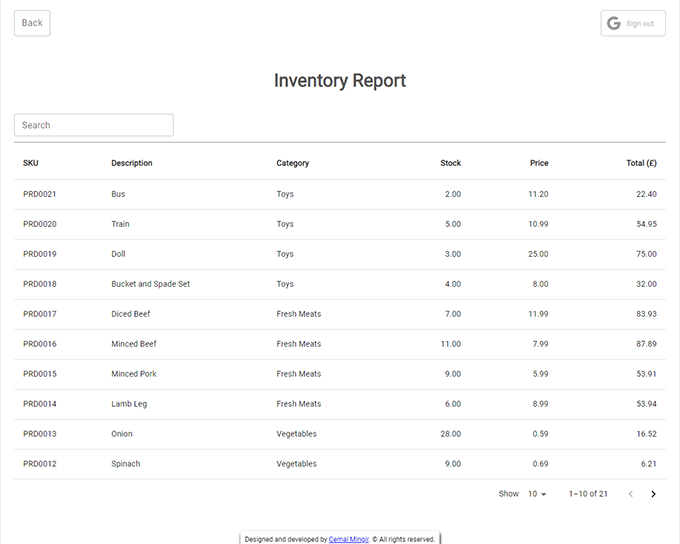 Back
Sign out
Inventory Report
Search
SKU Description Category Stock Price Total (£)
PRD0021 Bus Toys 2.00 11.20 22.40
PRD0020 Train Toys 5.00 10.99 54.95
PRD0019 Doll Toys 3.00 25.00 75.00
PRD0018 Bucket and Spade Set Toys 4.00 8.00 32.00
PRD0017 Diced Beef Fresh Meats 7.00 11.99 83.93
PRD0016 Minced Beef Fresh Meats 11.00 7.99 87.89
PRD0015 Minced Pork Fresh Meats 9.00 5.99 53.91
PRD0014 Lamb Leg Fresh Meats 6.00 8.99 53.94
PRD0013 Onion Vegetables 28.00 0.59 16.52
PRD0012 Spinach Vegetables 9.00 0.69 6.21
Show 10 1–10 of 21
Designed and developed by Cemal Mingir. © All rights reserved.